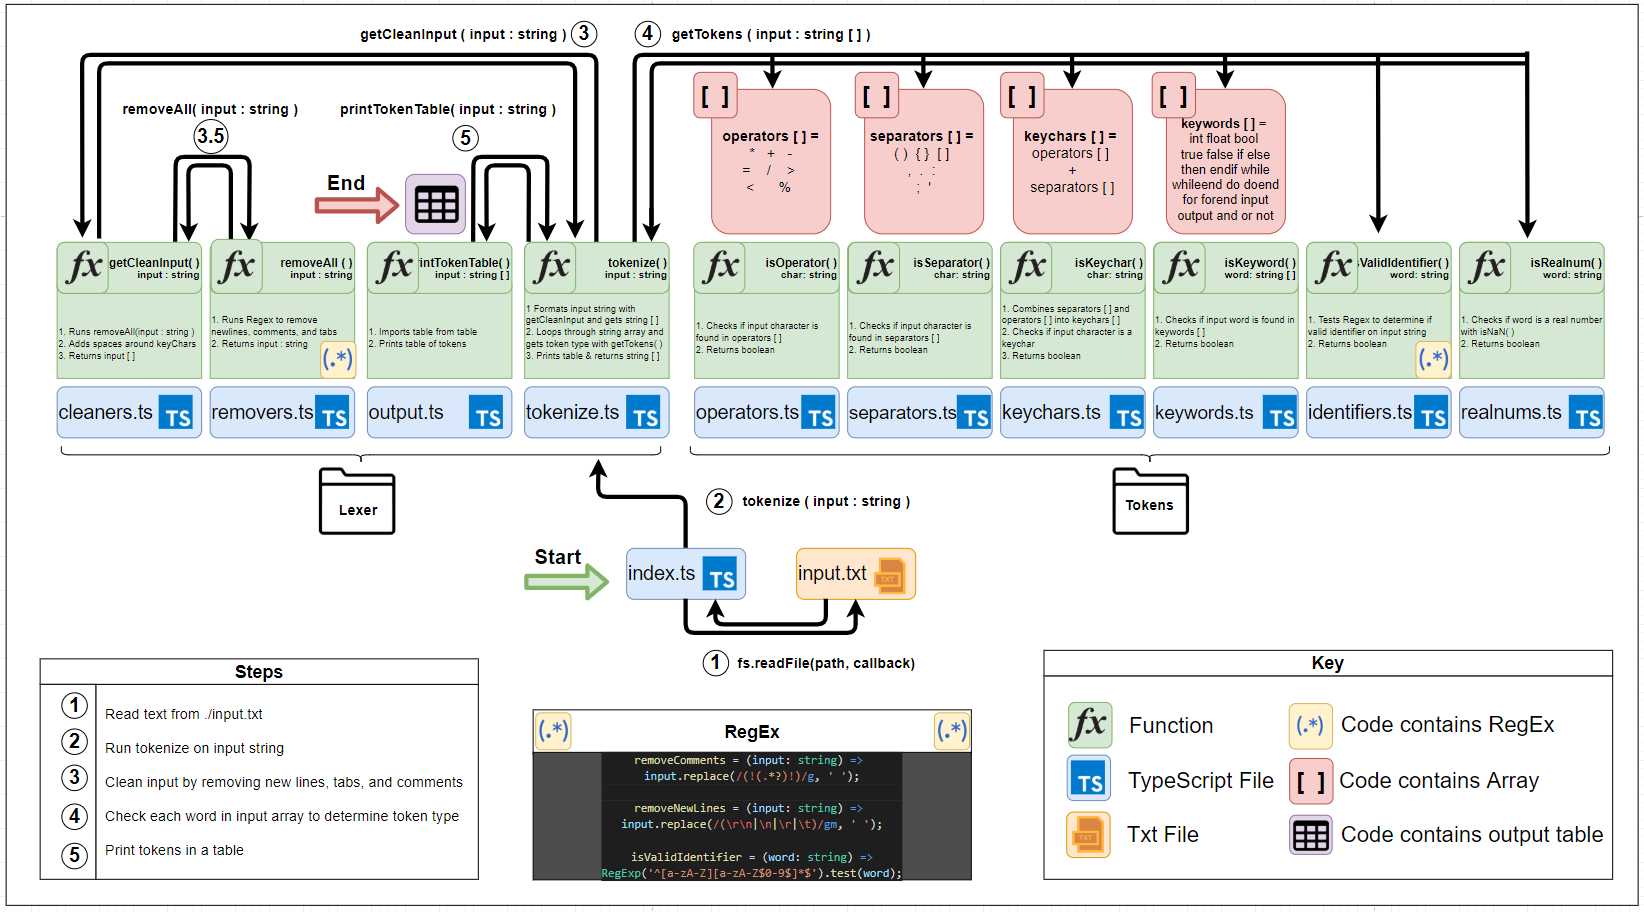 getCleanInput ( input : string ) 3
4 getTokens ( input : string [ ] )
removeAll( input : string )
3.5
printTokenTable( input : string )
5
End
[ ]
operators [ ] =
* + -
= / >
< %
[ ]
separators [ ] =
( ) { } [ ]
, . :
; '
[ ]
keychars [ ] =
operators [ ]
+
separators [ ]
[ ]
keywords [ ] =
int float bool
true false if else
then endif while
whileend do doend
for forend input
output and or not
fx getCleanInput( )
input : string
1. Runs removeAll(input : string )
2. Adds spaces around keyChars
3. Returns input [ ]
cleaners.ts TS
fx removeAll ( )
input : string
1. Runs Regex to remove
newlines, comments, and tabs
2. Returns input : string
(.*)
removers.ts TS
fx rintTokenTable( )
input : string [ ]
1. Imports table from table
2. Prints table of tokens
output.ts TS
fx tokenize( )
input : string
1 Formats input string with
getCleanInput and gets string [ ]
2. Loops through string array and
gets token type with getTokens( )
3. Prints table & returns string [ ]
tokenize.ts TS
fx isOperator( )
char: string
1. Checks if input character is
found in operators [ ]
2. Returns boolean
operators.ts TS
fx isSeparator( )
char: string
1. Checks if input character is
found in separators [ ]
2. Returns boolean
separators.ts TS
fx isKeychar( )
char: string
1. Combines separators [ ] and
operators [ ] into keychars [ ]
2. Checks if input character is a
keychar
3. Returns boolean
keychars.ts TS
fx isKeyword( )
word: string [ ]
1. Checks if input word is found in
keywords [ ]
2. Returns boolean
keywords.ts TS
fx ValidIdentifier( )
word: string
1. Tests Regex to determine if
valid identifier on input string
2. Returns boolean
(.*)
identifiers.ts TS
fx isRealnum( )
word: string
1. Checks if word is a real number
with isNaN( )
2. Returns boolean
realnums.ts TS
Lexer
Tokens
2 tokenize ( input : string )
Start
index.ts TS
input.txt TXT
1 fs.readFile(path, callback)
Steps
1 Read text from ./input.txt
2 Run tokenize on input string
3 Clean input by removing new lines, tabs, and comments
4 Check each word in input array to determine token type
5 Print tokens in a table
(.*) RegEx (.*)
removeComments = (input: string) =>
input.replace(/(!(.*?)!)/g, ' ');
removeNewLines = (input: string) =>
input.replace(/(\r\n|\n|\r|\t)/gm, ' ');
isValidIdentifier = (word: string) =>
RegExp('^[a-zA-Z][a-zA-Z$0-9$]*$').test(word);
Key
fx Function
(.*) Code contains RegEx
TS TypeScript File
[ ] Code contains Array
TXT Txt File
Code contains output table